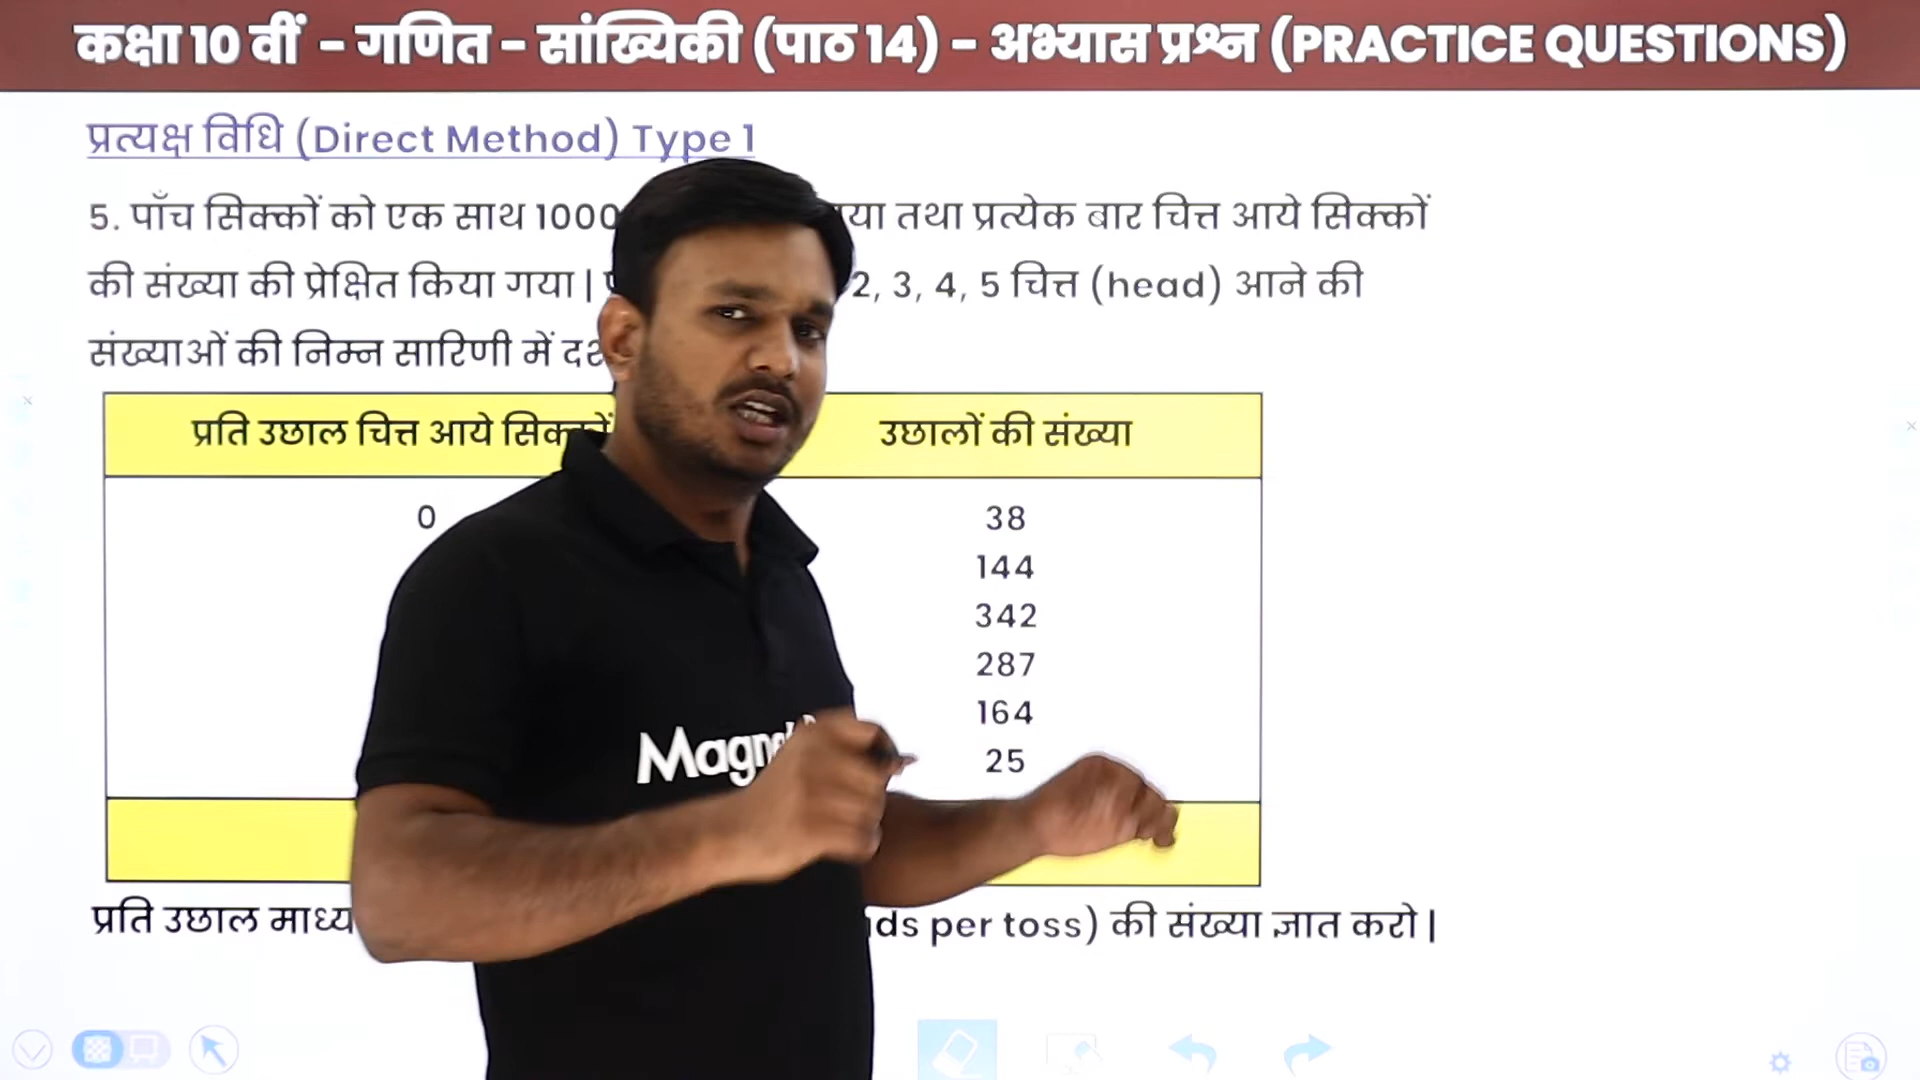 कक्षा 10 वीं - गणित - सांख्यिकी (पाठ 14) - अभ्यास प्रश्न (PRACTICE QUESTIONS)
प्रत्यक्ष विधि (Direct Method) Type 1
5. पाँच सिक्कों को एक साथ 1000 तथा प्रत्येक बार चित्त आये सिक्कों
की संख्या की प्रेक्षित किया गया | 2, 3, 4, 5 चित्त (head) आने की
संख्याओं की निम्न सारिणी में
प्रति उछाल चित्त आये उछालों की संख्या
0 38
144
342
287
164
25
प्रति उछाल per toss) की संख्या ज्ञात करो |